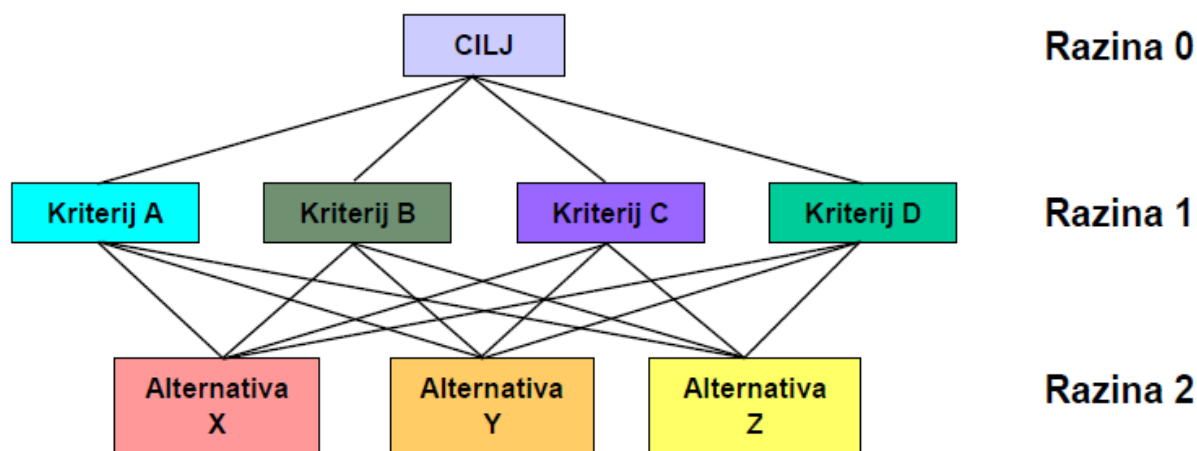 CILJ
Razina 0
Kriterij A
Kriterij B
Kriterij C
Kriterij D
Razina 1
Alternativa
X
Alternativa
Y
Alternativa
Z
Razina 2